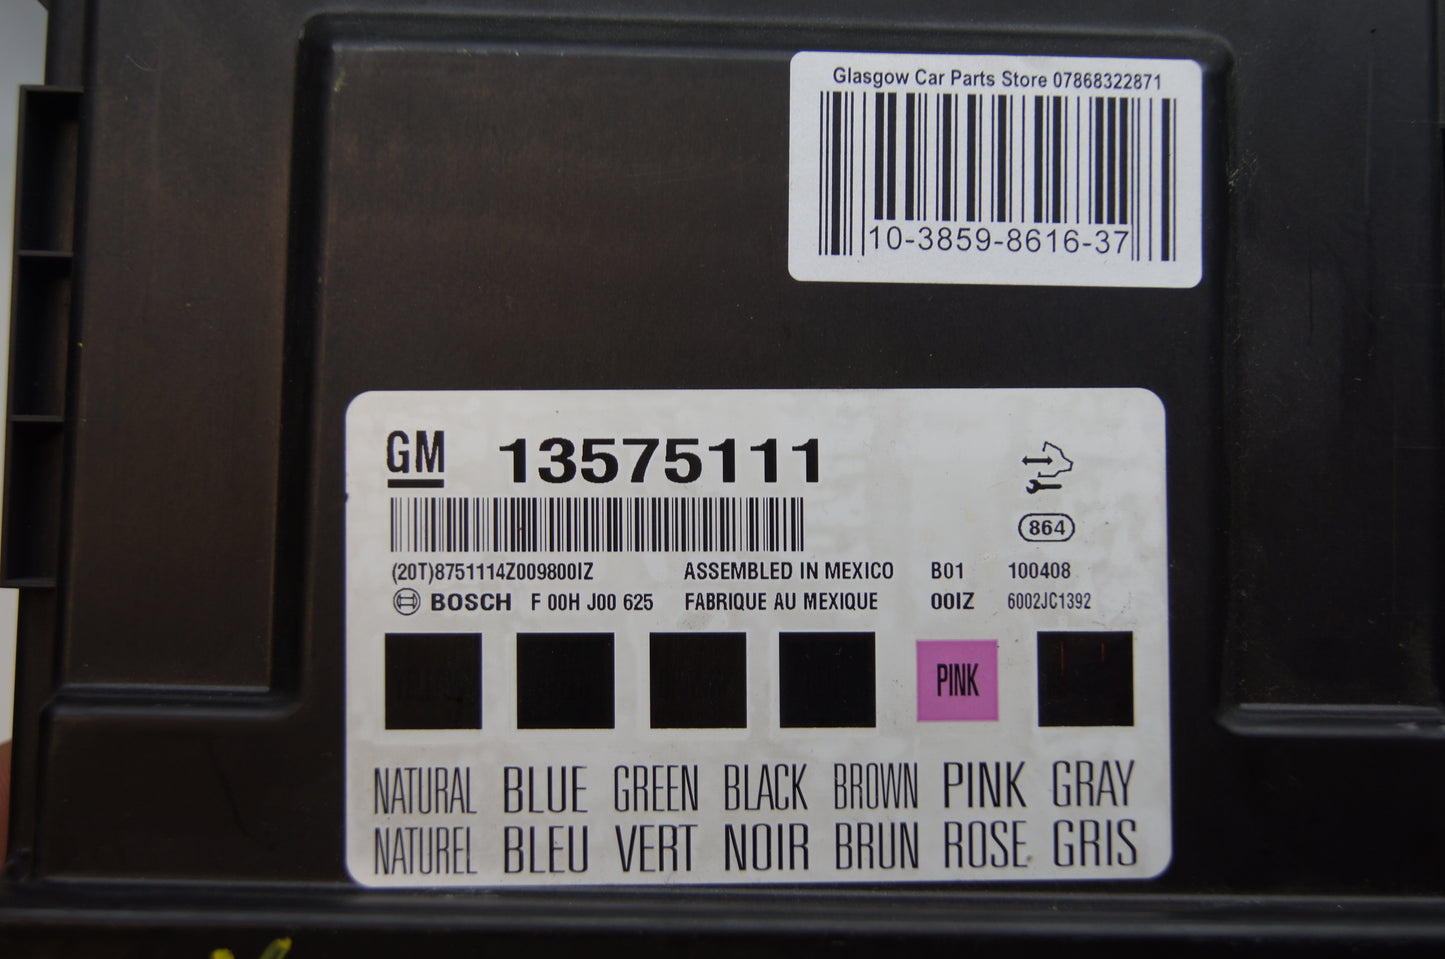 Glasgow Car Parts Store 07868322871
10-3859-8616-37
GM 13575111
864
(20T)8751114Z009800IZ ASSEMBLED IN MEXICO B01 100408
BOSCH F 00H J00 625 FABRIQUE AU MEXIQUE 00IZ 6002JC1392
PINK
NATURAL BLUE GREEN BLACK BROWN PINK GRAY
NATUREL BLEU VERT NOIR BRUN ROSE GRIS